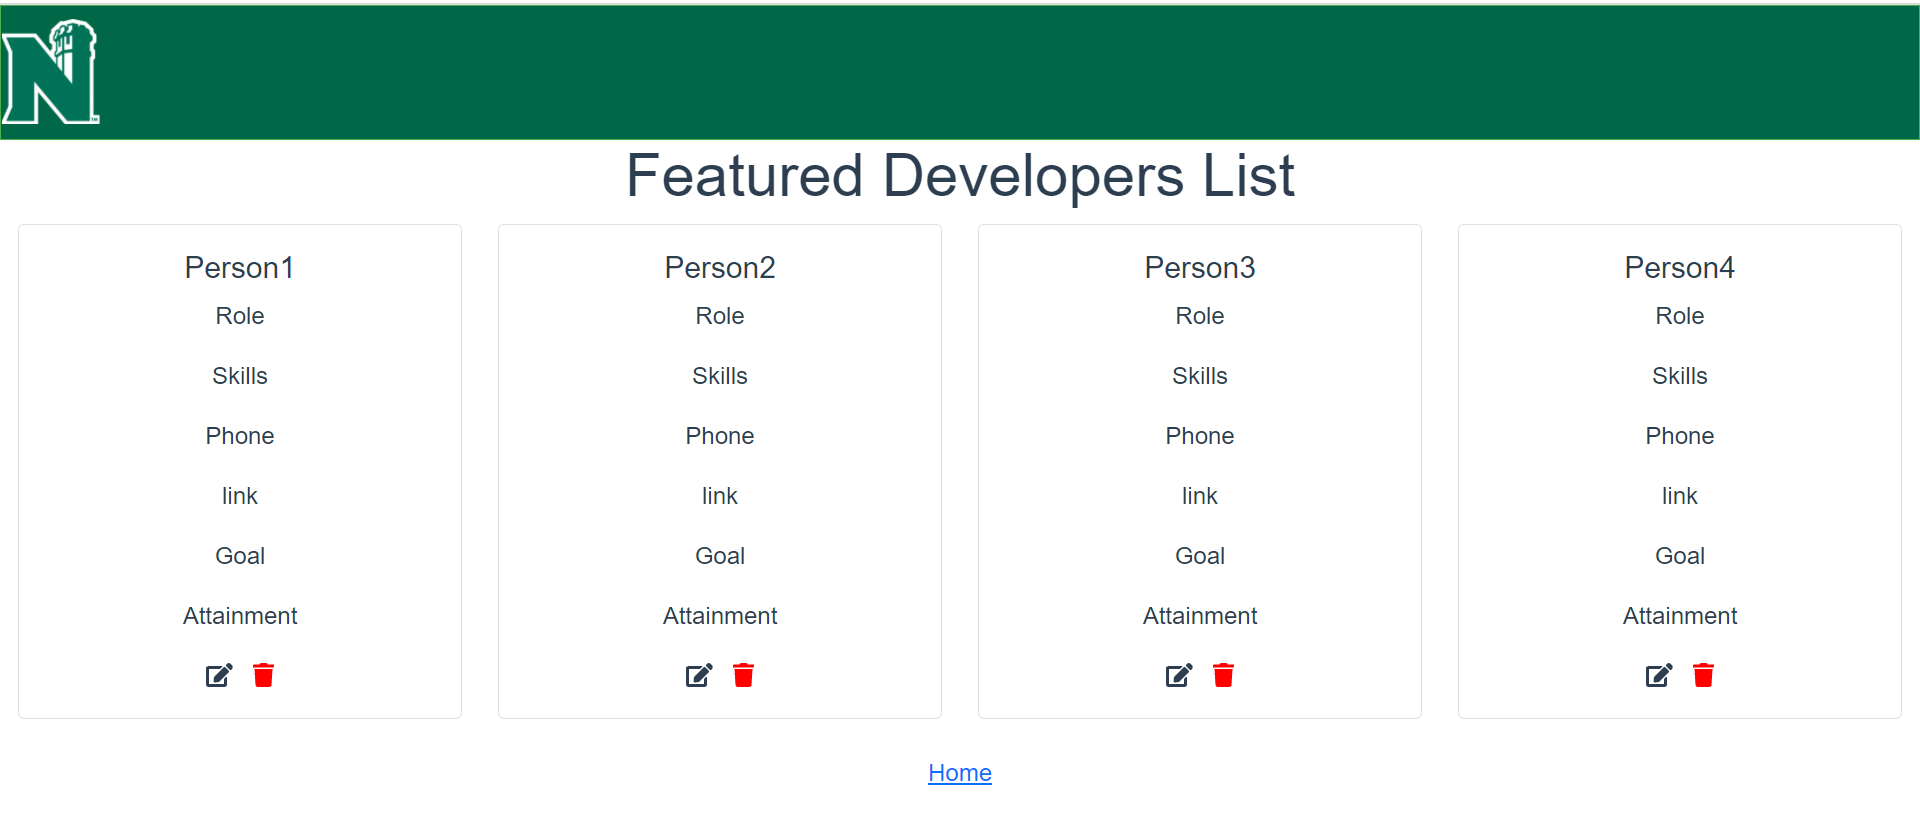 N
Featured Developers List
Person1
Role
Skills
Phone
link
Goal
Attainment
Person2
Role
Skills
Phone
link
Goal
Attainment
Person3
Role
Skills
Phone
link
Goal
Attainment
Person4
Role
Skills
Phone
link
Goal
Attainment
Home